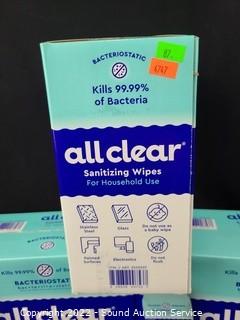 BACTERIOSTATIC
87
4747
Kills 99.99%
of Bacteria
all clear®
Sanitizing Wipes
For Household Use
Stainless
Steel
Glass
Do not use as
a baby wipe
Painted
Surfaces
Electronics
Do not
flush
Kills 99.99%
of Bacteria
BACTERIOSTATIC
Copyright 2022 - Sound Auction Service